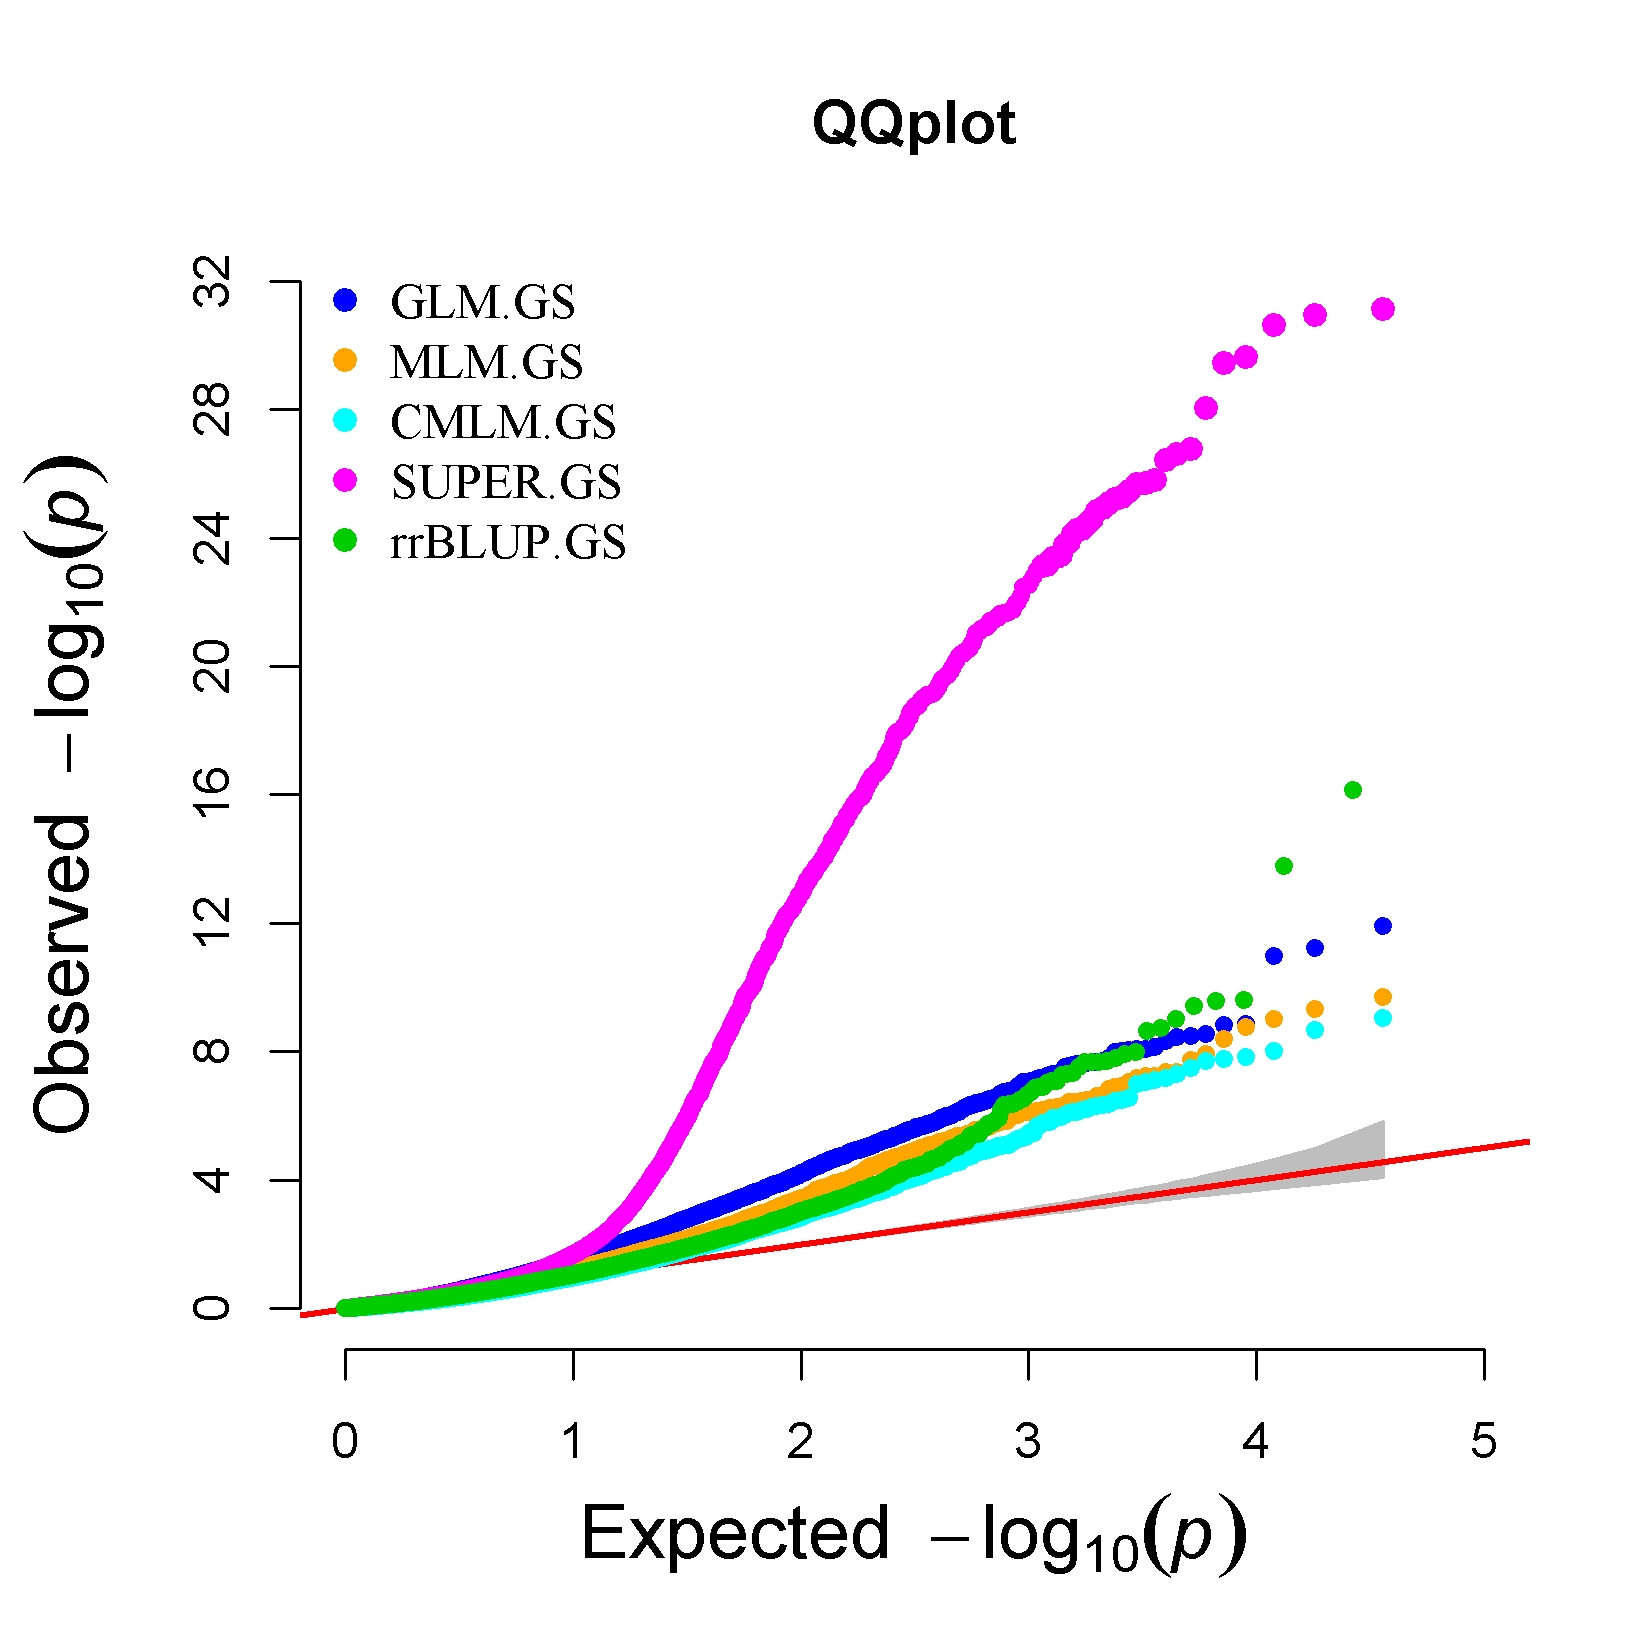 QQplot
GLM.GS
MLM.GS
CMLM.GS
SUPER.GS
rrBLUP.GS
Observed −log₁₀(p)
32
28
24
20
16
12
8
4
0
0 1 2 3 4 5
Expected −log₁₀(p)